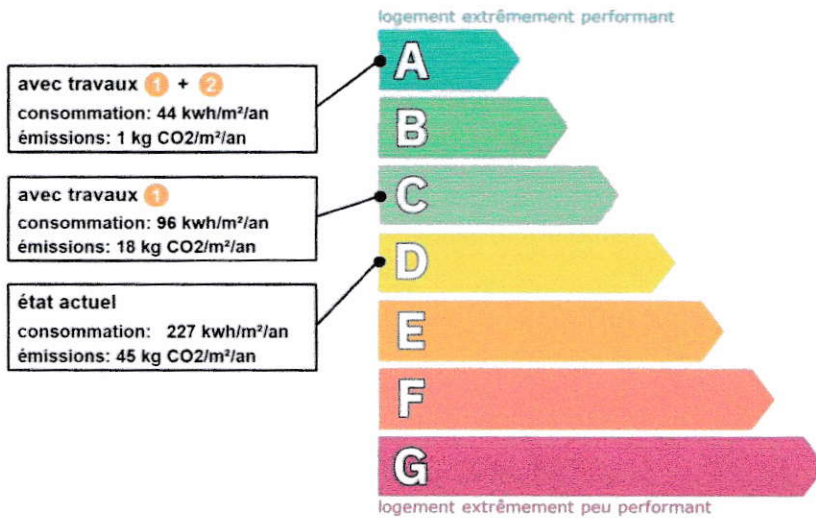 logement extrêmement performant
A
avec travaux 1 + 2
consommation: 44 kwh/m²/an
émissions: 1 kg CO2/m²/an
B
avec travaux 1
consommation: 96 kwh/m²/an
émissions: 18 kg CO2/m²/an
C
D
état actuel
consommation: 227 kwh/m²/an
émissions: 45 kg CO2/m²/an
E
F
G
logement extrêmement peu performant